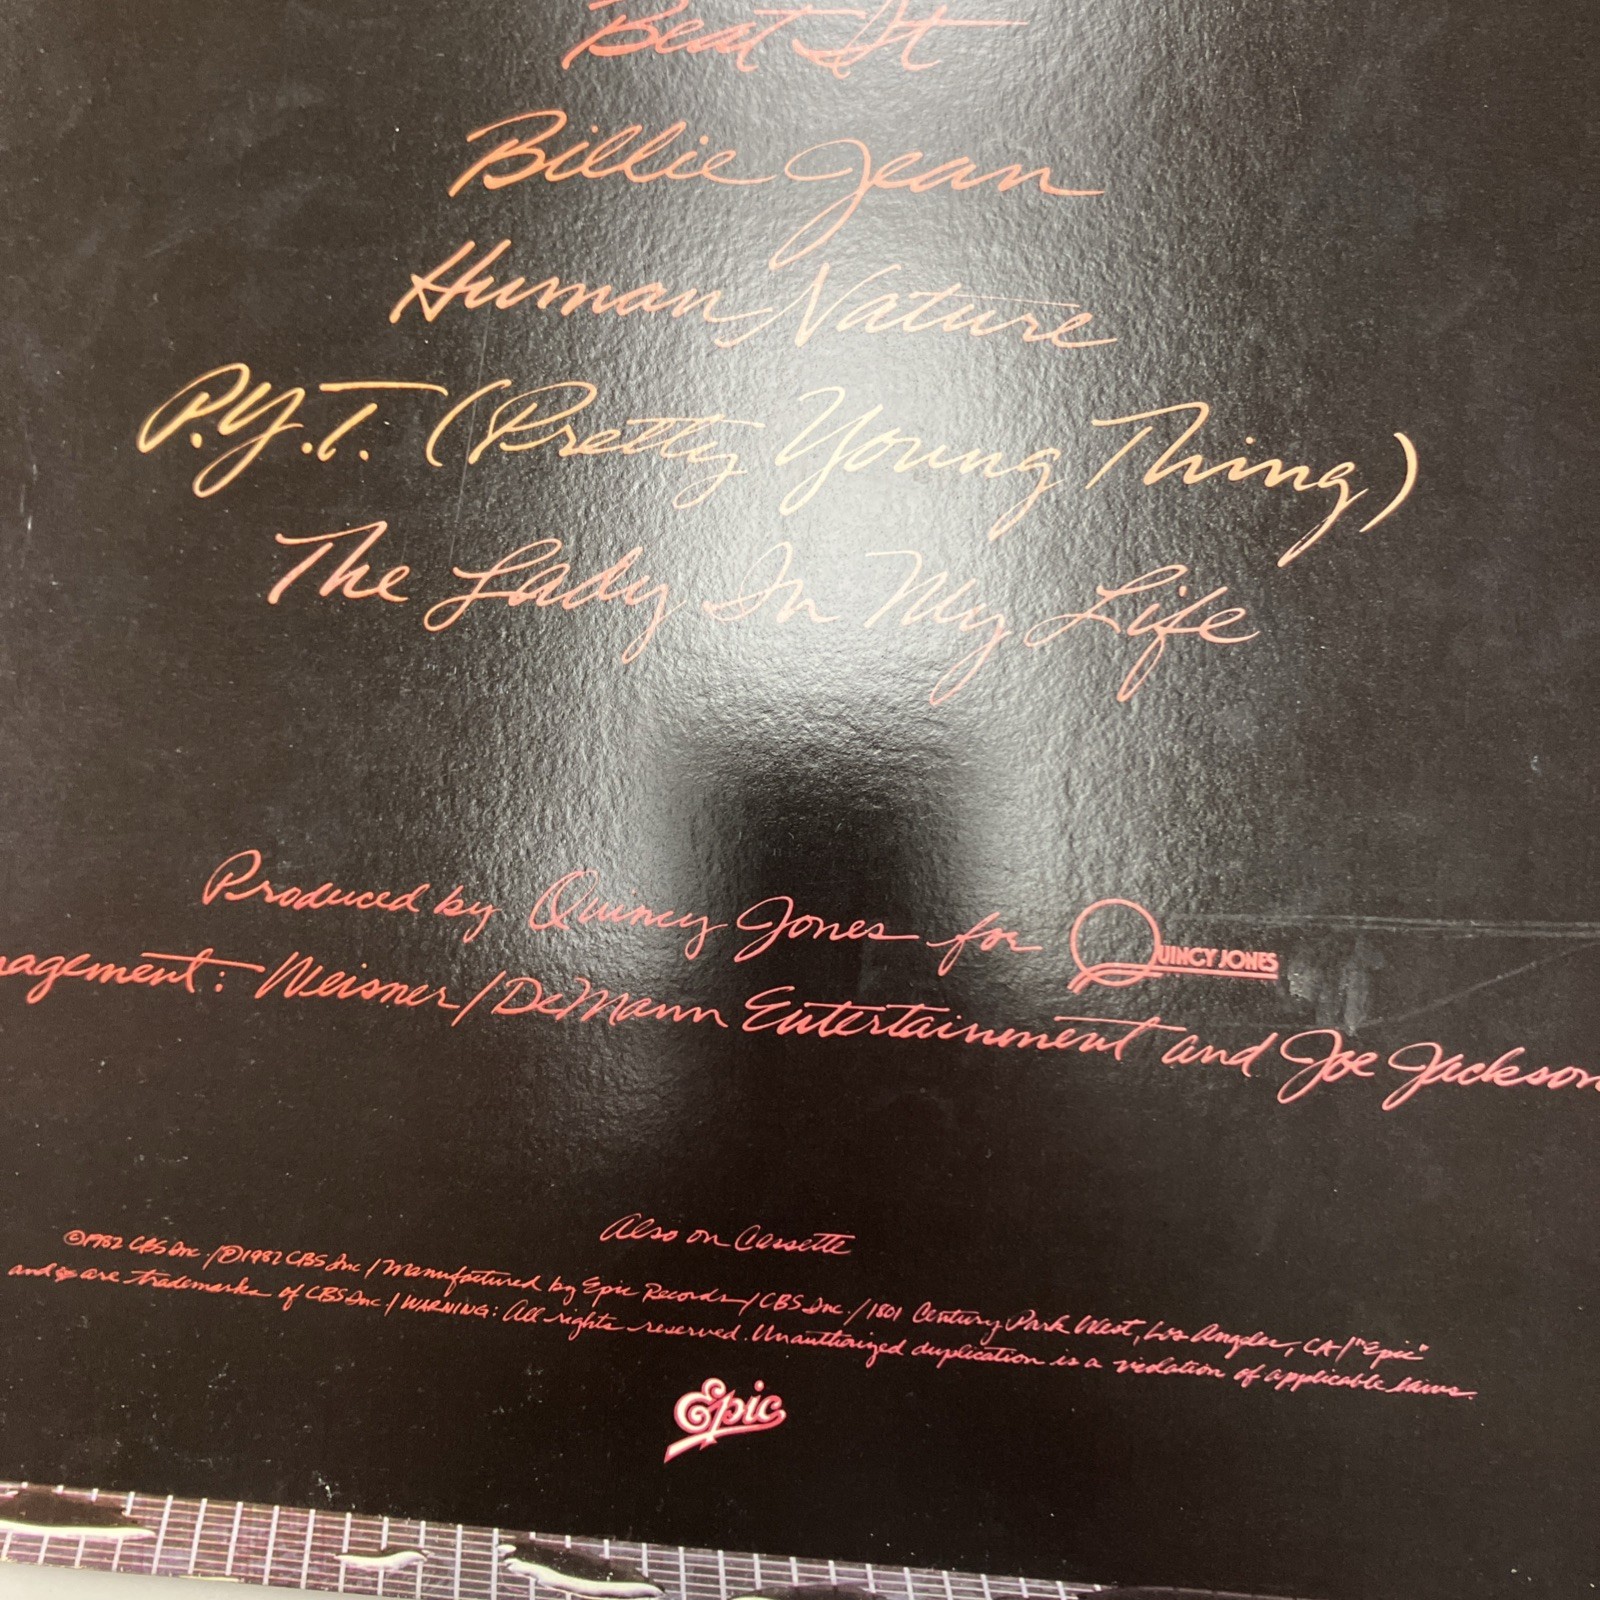 Beat It
Billie Jean
Human Nature
P.Y.T. (Pretty Young Thing)
The Lady In My Life
Produced by Quincy Jones for QUINCY JONES
nagement: Weisner/DeMann Entertainment and Joe Jackson
Also on Cassette
©1982 CBS Inc./℗1982 CBS Inc/Manufactured by Epic Records/CBS Inc./1801 Century Park West, Los Angeles, CA/"Epic"
and are trademarks of CBS Inc/WARNING: All rights reserved. Unauthorized duplication is a violation of applicable laws.
Epic